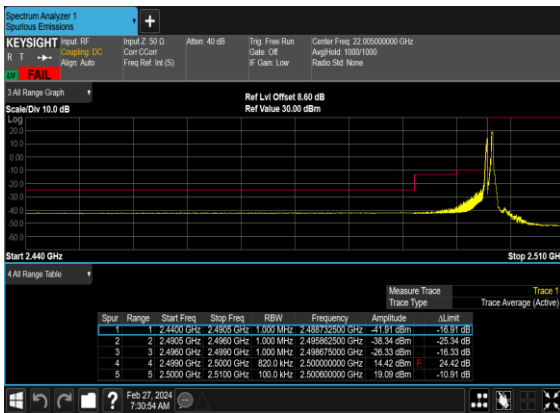 Spectrum Analyzer 1
Spurious Emissions
KEYSIGHT
R T
LV FAIL
Input: RF
Coupling: DC
Align: Auto
Input Z: 50 Ω
Corr CCorr
Freq Ref: Int (S)
Atten: 40 dB
Trig: Free Run
Gate: Off
IF Gain: Low
Center Freq: 22.005000000 GHz
Avg|Hold: 1000/1000
Radio Std: None
3 All Range Graph
Scale/Div 10.0 dB
Ref Lvl Offset 8.60 dB
Ref Value 30.00 dBm
Log
20.0
10.0
0.00
-10.0
-20.0
-30.0
-40.0
-50.0
-60.0
Start 2.440 GHz
Stop 2.510 GH
4 All Range Table
Measure Trace Trace 1
Trace Type Trace Average (Active)
Spur Range Start Freq Stop Freq RBW Frequency Amplitude ΔLimit
1 1 2.4400 GHz 2.4905 GHz 1.000 MHz 2.488732500 GHz -41.91 dBm -16.91 dB
2 2 2.4905 GHz 2.4960 GHz 1.000 MHz 2.495862500 GHz -38.34 dBm -25.34 dB
3 3 2.4960 GHz 2.4990 GHz 1.000 MHz 2.498675000 GHz -26.33 dBm -16.33 dB
4 4 2.4990 GHz 2.5000 GHz 820.0 kHz 2.500000000 GHz 14.42 dBm F 24.42 dB
5 5 2.5000 GHz 2.5100 GHz 100.0 kHz 2.500600000 GHz 19.09 dBm -10.91 dB
?
Feb 27, 2024
7:30:54 AM